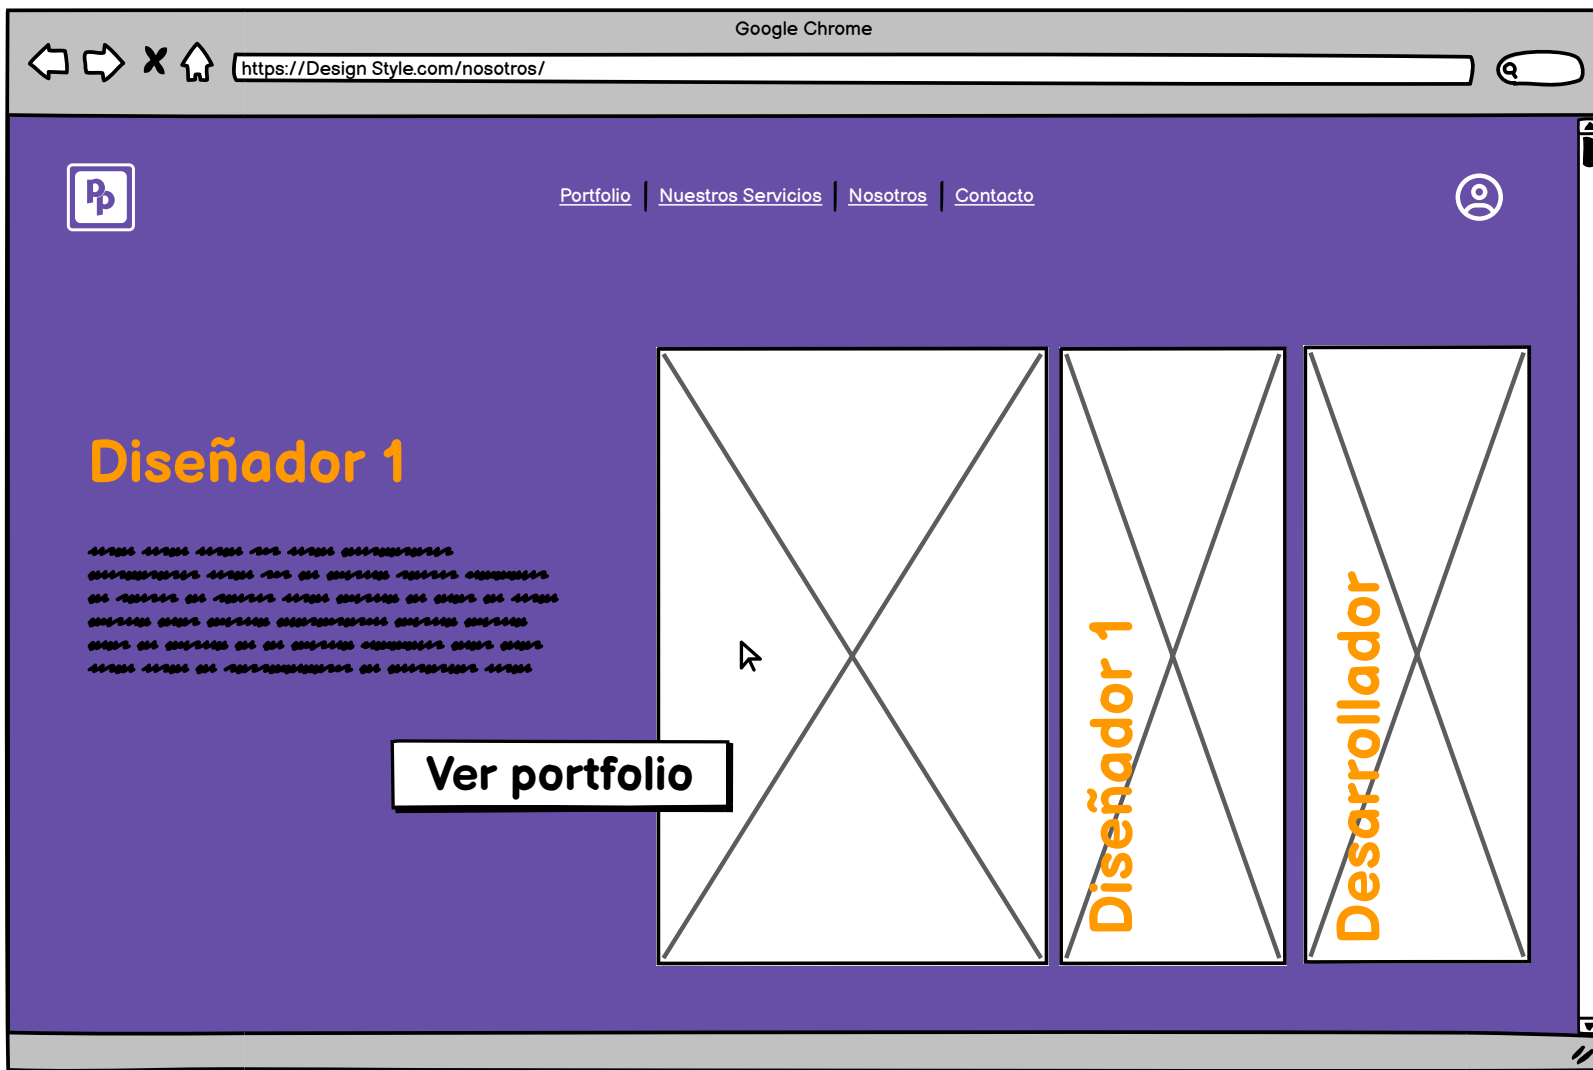 Google Chrome
https://Design Style.com/nosotros/
Pp
Portfolio
Nuestros Servicios
Nosotros
Contacto
Diseñador 1
Ver portfolio
Diseñador 1
Desarrollador